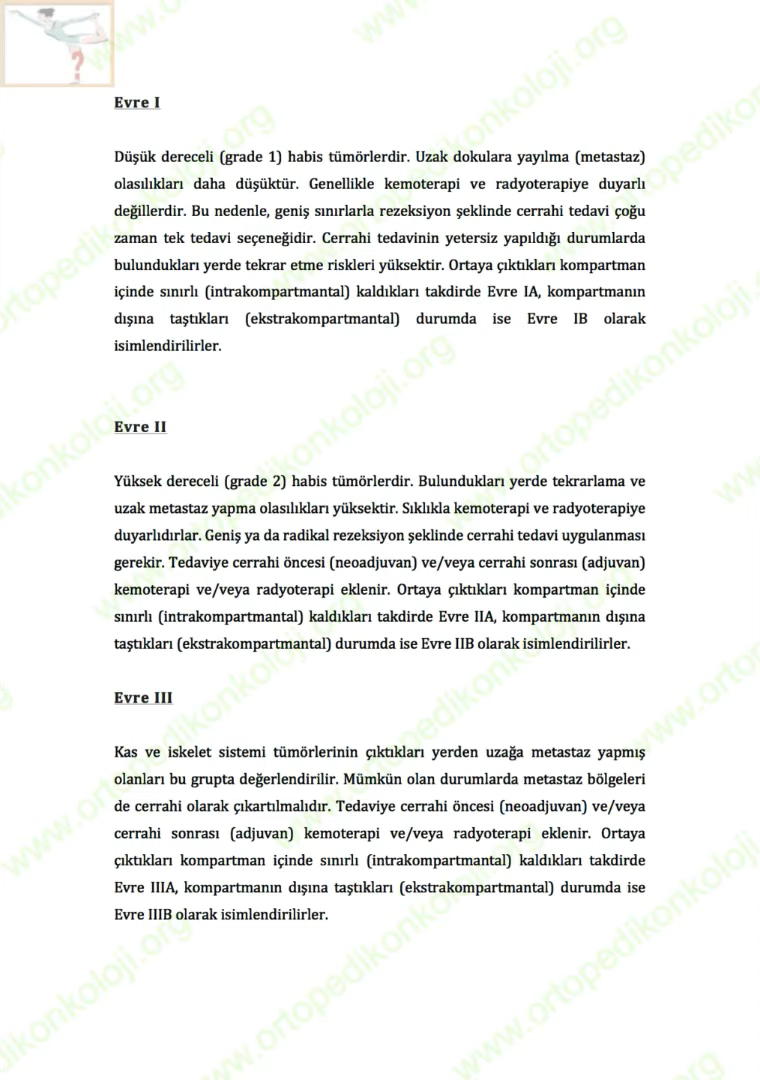 Evre I
Düşük dereceli (grade 1) habis tümörlerdir. Uzak dokulara yayılma (metastaz)
olasılıkları daha düşüktür. Genellikle kemoterapi ve radyoterapiye duyarlı
değillerdir. Bu nedenle, geniş sınırlarla rezeksiyon şeklinde cerrahi tedavi çoğu
zaman tek tedavi seçeneğidir. Cerrahi tedavinin yetersiz yapıldığı durumlarda
bulundukları yerde tekrar etme riskleri yüksektir. Ortaya çıktıkları kompartman
içinde sınırlı (intrakompartmantal) kaldıkları takdirde Evre IA, kompartmanın
dışına taştıkları (ekstrakompartmantal) durumda ise Evre IB olarak
isimlendirilirler.
Evre II
Yüksek dereceli (grade 2) habis tümörlerdir. Bulundukları yerde tekrarlama ve
uzak metastaz yapma olasılıkları yüksektir. Sıklıkla kemoterapi ve radyoterapiye
duyarlıdırlar. Geniş ya da radikal rezeksiyon şeklinde cerrahi tedavi uygulanması
gerekir. Tedaviye cerrahi öncesi (neoadjuvan) ve/veya cerrahi sonrası (adjuvan)
kemoterapi ve/veya radyoterapi eklenir. Ortaya çıktıkları kompartman içinde
sınırlı (intrakompartmantal) kaldıkları takdirde Evre IIA, kompartmanın dışına
taştıkları (ekstrakompartmantal) durumda ise Evre IIB olarak isimlendirilirler.
Evre III
Kas ve iskelet sistemi tümörlerinin çıktıkları yerden uzağa metastaz yapmış
olanları bu grupta değerlendirilir. Mümkün olan durumlarda metastaz bölgeleri
de cerrahi olarak çıkartılmalıdır. Tedaviye cerrahi öncesi (neoadjuvan) ve/veya
cerrahi sonrası (adjuvan) kemoterapi ve/veya radyoterapi eklenir. Ortaya
çıktıkları kompartman içinde sınırlı (intrakompartmantal) kaldıkları takdirde
Evre IIIA, kompartmanın dışına taştıkları (ekstrakompartmantal) durumda ise
Evre IIIB olarak isimlendirilirler.
www.ortopedikonkoloji.org